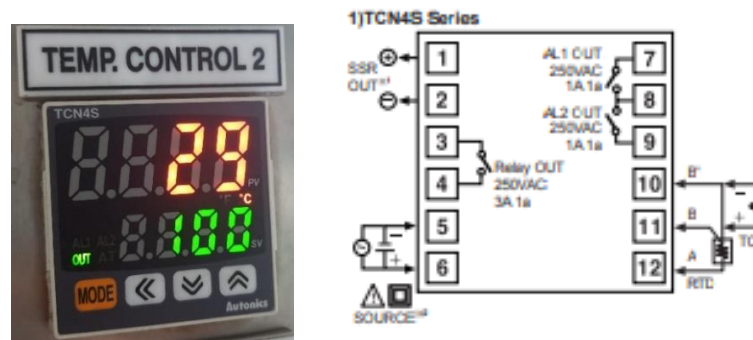 TEMP. CONTROL 2
TCN4S
29
PV
°F °C
100
SV
AL1 AL2
OUT AT
MODE
Autonics
1)TCN4S Series
SSR
OUT
1
2
3
4
5
6
Relay OUT
250VAC
3A 1a
SOURCE
AL1 OUT
250VAC
1A 1a
AL2 OUT
250VAC
1A 1a
7
8
9
10
11
12
B'
B
A
RTD
TC